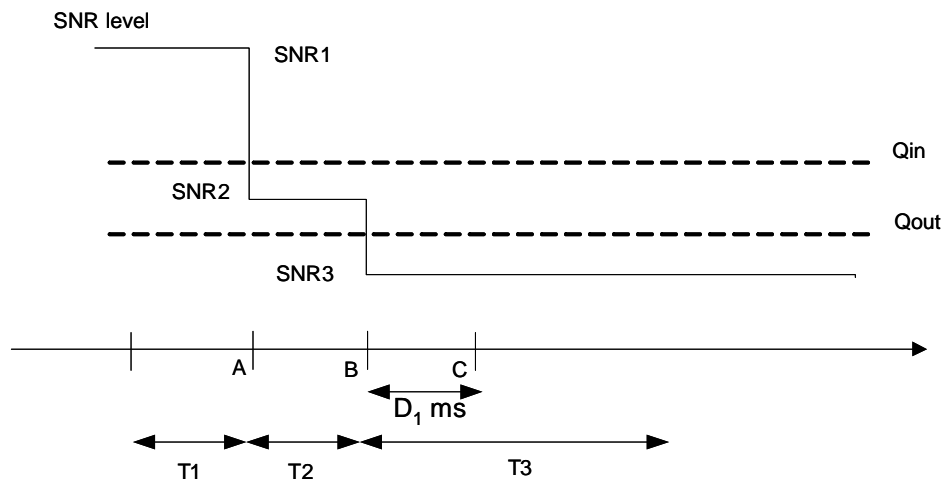 SNR level
SNR1
Qin
SNR2
Qout
SNR3
A
B
C
D1 ms
T1
T2
T3